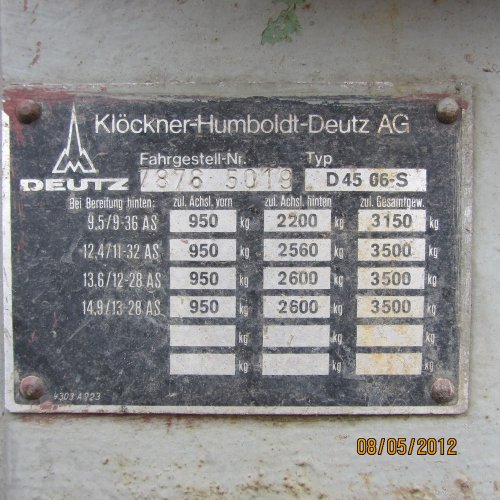 Klöckner-Humboldt-Deutz AG
Fahrgestell-Nr. Typ
DEUTZ 7876 5019 D 45 06-S
Bei Bereifung hinten: zul. Achsl. vorn zul. Achsl. hinten zul. Gesamtgew.
9,5/9-36 AS 950 kg 2200 kg 3150 kg
12,4/11-32 AS 950 kg 2560 kg 3500 kg
13,6/12-28 AS 950 kg 2600 kg 3500 kg
14,9/13-28 AS 950 kg 2600 kg 3500 kg
kg kg kg
kg kg kg
08/05/2012